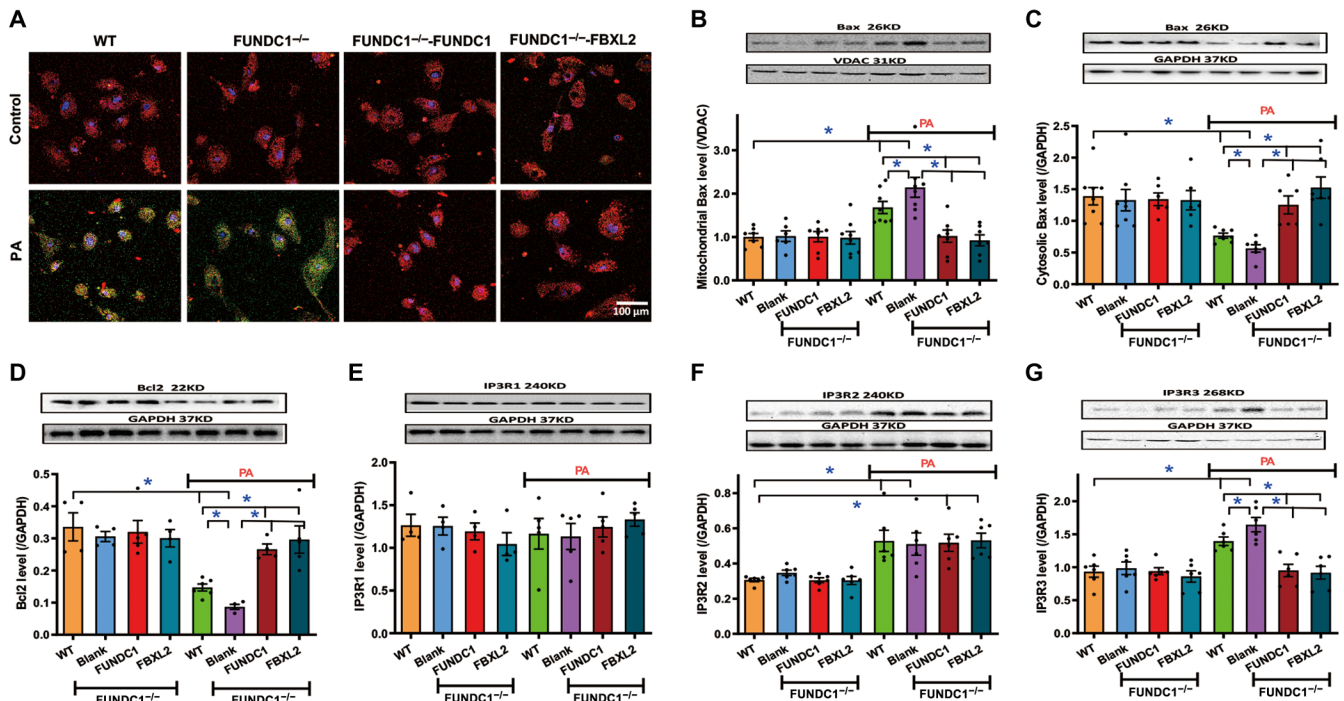 A
WT FUNDC1⁻/⁻ FUNDC1⁻/⁻-FUNDC1 FUNDC1⁻/⁻-FBXL2
Control
PA
100 μm
B
Bax 26KD
VDAC 31KD
PA
* * * *
Mitochondrial Bax level (/VDAC)
3.0
2.0
1.0
0.0
WT Blank FUNDC1 FBXL2 WT Blank FUNDC1 FBXL2
FUNDC1⁻/⁻ FUNDC1⁻/⁻
C
Bax 26KD
GAPDH 37KD
PA
* * * *
Cytosolic Bax level (/GAPDH)
2.5
2.0
1.5
1.0
0.5
0.0
WT Blank FUNDC1 FBXL2 WT Blank FUNDC1 FBXL2
FUNDC1⁻/⁻ FUNDC1⁻/⁻
D
Bcl2 22KD
GAPDH 37KD
PA
* * * *
Bcl2 level (/GAPDH)
0.5
0.4
0.3
0.2
0.1
0.0
WT Blank FUNDC1 FBXL2 WT Blank FUNDC1 FBXL2
FUNDC1⁻/⁻ FUNDC1⁻/⁻
E
IP3R1 240KD
GAPDH 37KD
PA
IP3R1 level (/GAPDH)
2.0
1.5
1.0
0.5
0.0
WT Blank FUNDC1 FBXL2 WT Blank FUNDC1 FBXL2
FUNDC1⁻/⁻ FUNDC1⁻/⁻
F
IP3R2 240KD
GAPDH 37KD
PA
* *
IP3R2 level (/GAPDH)
0.8
0.6
0.4
0.2
0.0
WT Blank FUNDC1 FBXL2 WT Blank FUNDC1 FBXL2
FUNDC1⁻/⁻ FUNDC1⁻/⁻
G
IP3R3 268KD
GAPDH 37KD
PA
* * * *
IP3R3 level (/GAPDH)
2.5
2.0
1.5
1.0
0.5
0.0
WT Blank FUNDC1 FBXL2 WT Blank FUNDC1 FBXL2
FUNDC1⁻/⁻ FUNDC1⁻/⁻